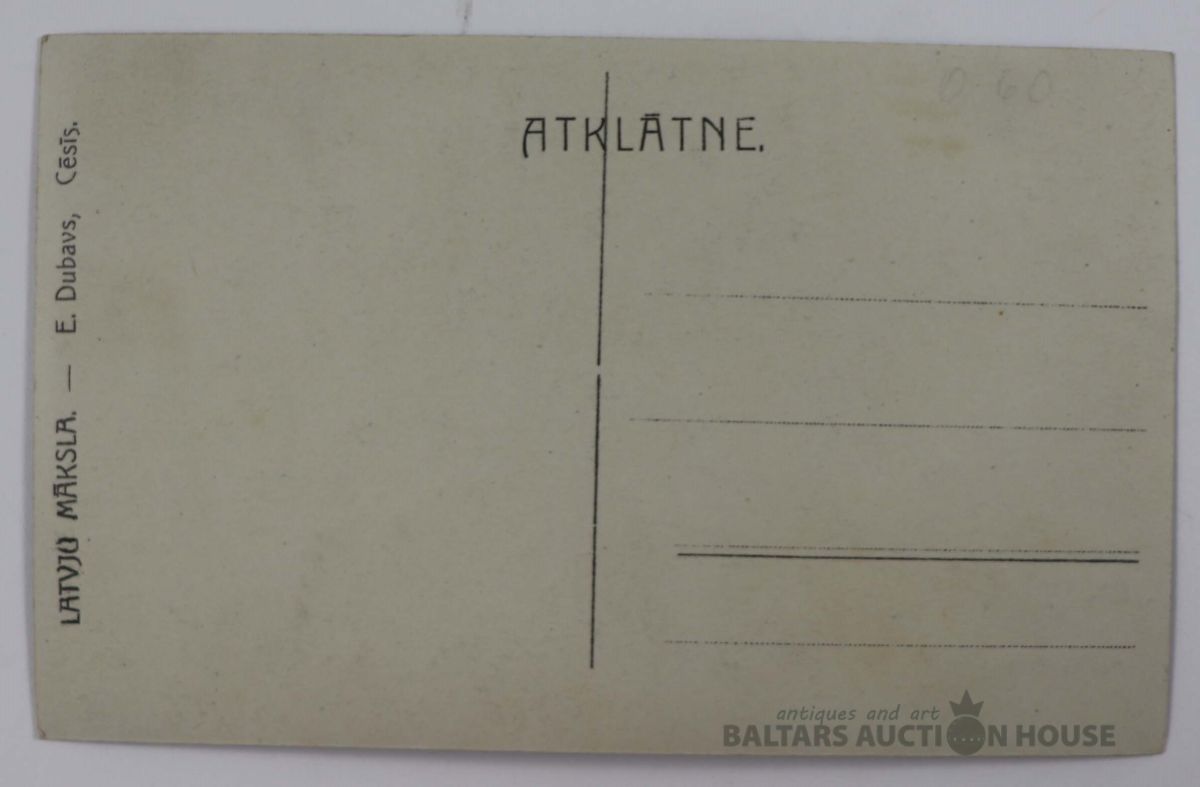 ATKLĀTNE.
0.60
LATVJU MĀKSLA. — E. Dubavs, Cēsīs.
antiques and art
BALTARS AUCTION HOUSE